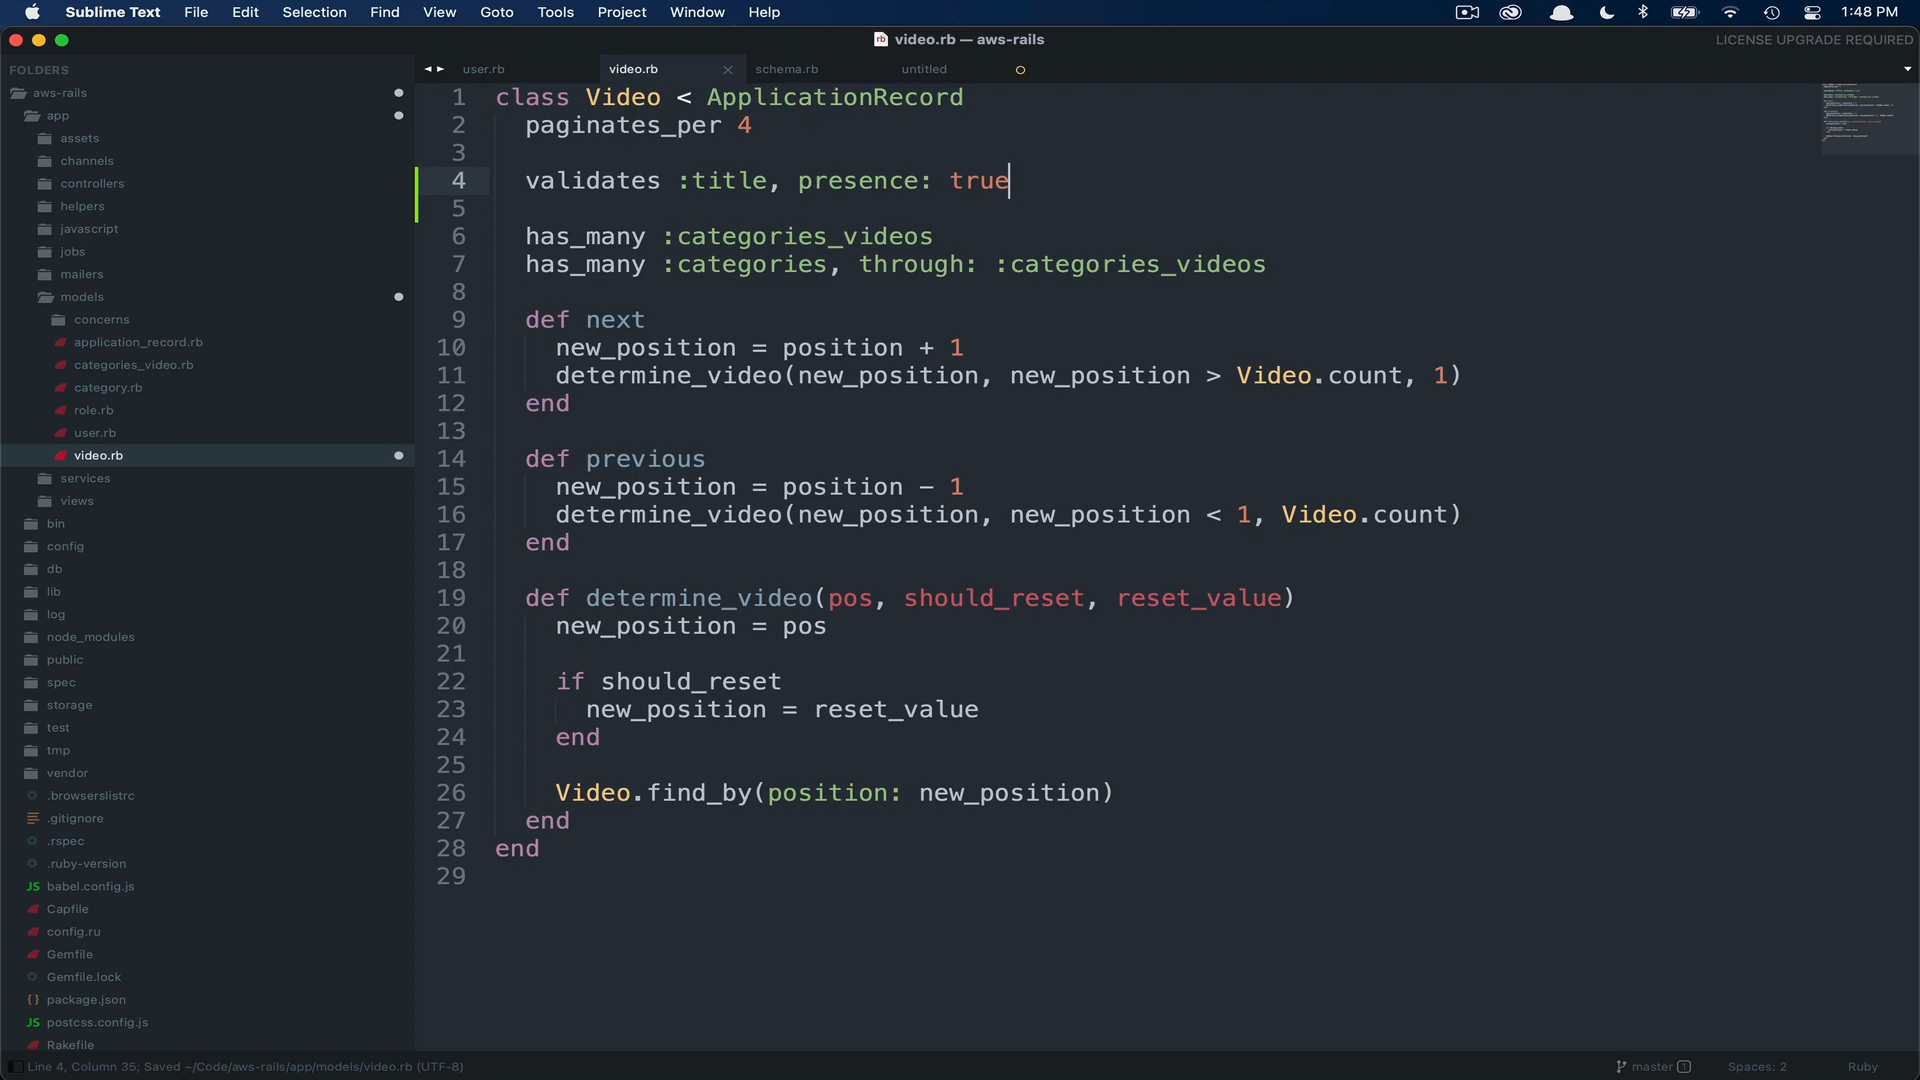 Sublime Text File Edit Selection Find View Goto Tools Project Window Help 1:48 PM
video.rb — aws-rails
LICENSE UPGRADE REQUIRED
FOLDERS
aws-rails
app
assets
channels
controllers
helpers
javascript
jobs
mailers
models
concerns
application_record.rb
categories_video.rb
category.rb
role.rb
user.rb
video.rb
services
views
bin
config
db
lib
log
node_modules
public
spec
storage
test
tmp
vendor
.browserslistrc
.gitignore
.rspec
.ruby-version
JS babel.config.js
Capfile
config.ru
Gemfile
Gemfile.lock
{ } package.json
JS postcss.config.js
Rakefile
user.rb video.rb schema.rb untitled
1 class Video < ApplicationRecord
2 paginates_per 4
3
4 validates :title, presence: true
5
6 has_many :categories_videos
7 has_many :categories, through: :categories_videos
8
9 def next
10 new_position = position + 1
11 determine_video(new_position, new_position > Video.count, 1)
12 end
13
14 def previous
15 new_position = position - 1
16 determine_video(new_position, new_position < 1, Video.count)
17 end
18
19 def determine_video(pos, should_reset, reset_value)
20 new_position = pos
21
22 if should_reset
23 new_position = reset_value
24 end
25
26 Video.find_by(position: new_position)
27 end
28 end
29
Line 4, Column 35; Saved ~/Code/aws-rails/app/models/video.rb (UTF-8)
master 1 Spaces: 2 Ruby